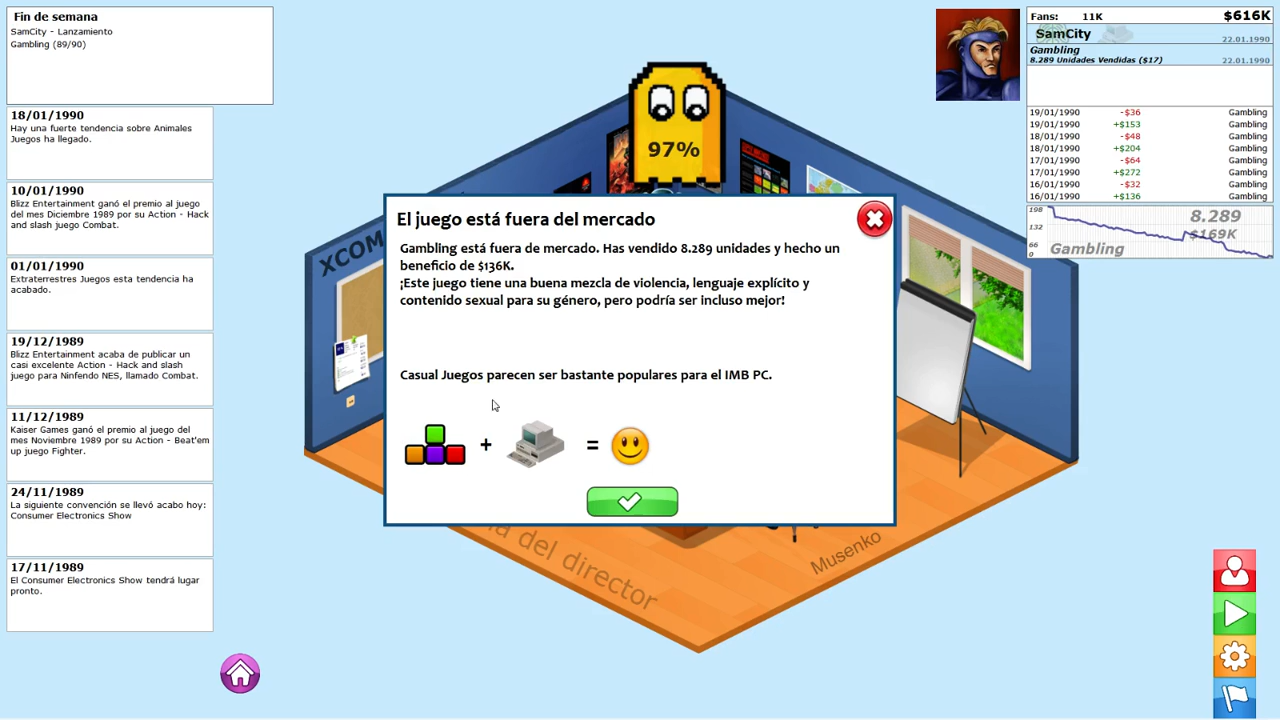 Fin de semana
SamCity - Lanzamiento
Gambling (89/90)
18/01/1990
Hay una fuerte tendencia sobre Animales
Juegos ha llegado.
10/01/1990
Blizz Entertainment ganó el premio al juego
del mes Diciembre 1989 por su Action - Hack
and slash juego Combat.
01/01/1990
Extraterrestres Juegos esta tendencia ha
acabado.
19/12/1989
Blizz Entertainment acaba de publicar un
casi excelente Action - Hack and slash
juego para Ninfendo NES, llamado Combat.
11/12/1989
Kaiser Games ganó el premio al juego del
mes Noviembre 1989 por su Action - Beat'em
up juego Fighter.
24/11/1989
La siguiente convención se llevó acabo hoy:
Consumer Electronics Show
17/11/1989
El Consumer Electronics Show tendrá lugar
pronto.
97%
XCOM
El juego está fuera del mercado
Gambling está fuera de mercado. Has vendido 8.289 unidades y hecho un
beneficio de $136K.
¡Este juego tiene una buena mezcla de violencia, lenguaje explícito y
contenido sexual para su género, pero podría ser incluso mejor!
Casual Juegos parecen ser bastante populares para el IMB PC.
+ =
del director
Musenko
Fans: 11K $616K
SamCity 22.01.1990
Gambling
8.289 Unidades Vendidas ($17) 22.01.1990
19/01/1990 -$36 Gambling
19/01/1990 +$153 Gambling
18/01/1990 -$48 Gambling
18/01/1990 +$204 Gambling
17/01/1990 -$64 Gambling
17/01/1990 +$272 Gambling
16/01/1990 -$32 Gambling
16/01/1990 +$136 Gambling
198 8.289
132 $169K
66 Gambling
0